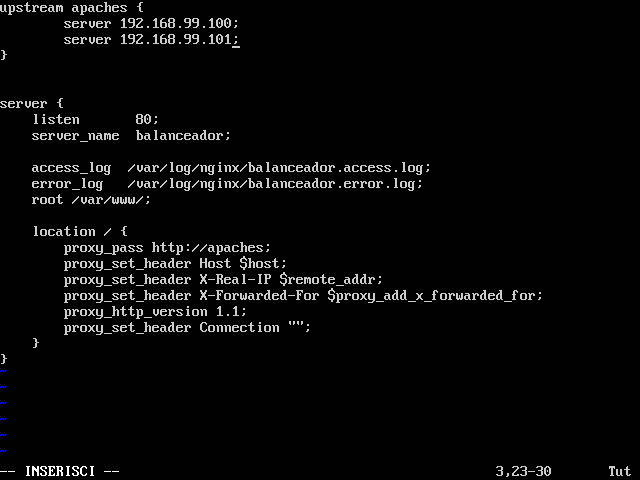 upstream apaches {
        server 192.168.99.100;
        server 192.168.99.101;
}
server {
    listen       80;
    server_name  balanceador;
    access_log  /var/log/nginx/balanceador.access.log;
    error_log   /var/log/nginx/balanceador.error.log;
    root /var/www/;
    location / {
        proxy_pass http://apaches;
        proxy_set_header Host $host;
        proxy_set_header X-Real-IP $remote_addr;
        proxy_set_header X-Forwarded-For $proxy_add_x_forwarded_for;
        proxy_http_version 1.1;
        proxy_set_header Connection "";
    }
}
~
~
~
~
~
~
-- INSERISCI --                                               3,23-30       Tut